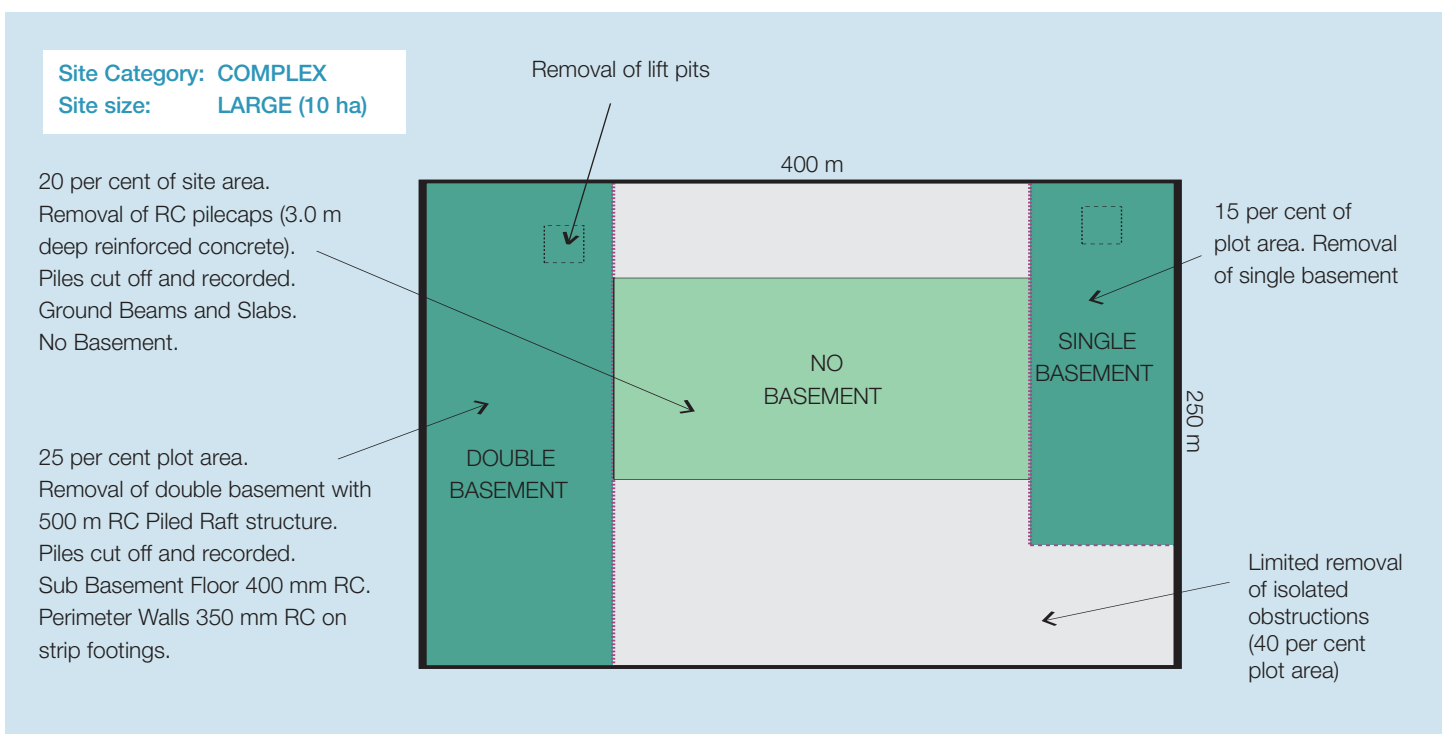 Site Category: COMPLEX
Site size: LARGE (10 ha)
Removal of lift pits
400 m
20 per cent of site area.
Removal of RC pilecaps (3.0 m
deep reinforced concrete).
Piles cut off and recorded.
Ground Beams and Slabs.
No Basement.
15 per cent of
plot area. Removal
of single basement
NO
BASEMENT
SINGLE
BASEMENT
250 m
25 per cent plot area.
Removal of double basement with
500 m RC Piled Raft structure.
Piles cut off and recorded.
Sub Basement Floor 400 mm RC.
Perimeter Walls 350 mm RC on
strip footings.
DOUBLE
BASEMENT
Limited removal
of isolated
obstructions
(40 per cent
plot area)